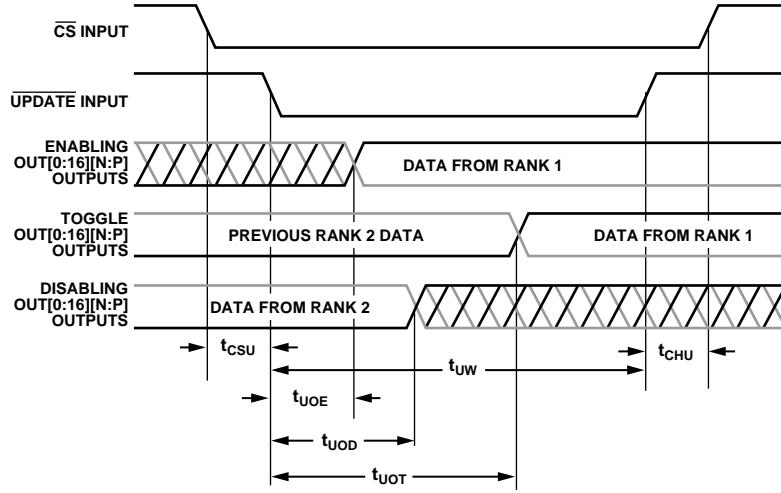 CS INPUT
UPDATE INPUT
ENABLING
OUT[0:16][N:P]
OUTPUTS
DATA FROM RANK 1
TOGGLE
OUT[0:16][N:P]
OUTPUTS
PREVIOUS RANK 2 DATA
DATA FROM RANK 1
DISABLING
OUT[0:16][N:P]
OUTPUTS
DATA FROM RANK 2
tCSU
tCHU
tUW
tUOE
tUOD
tUOT